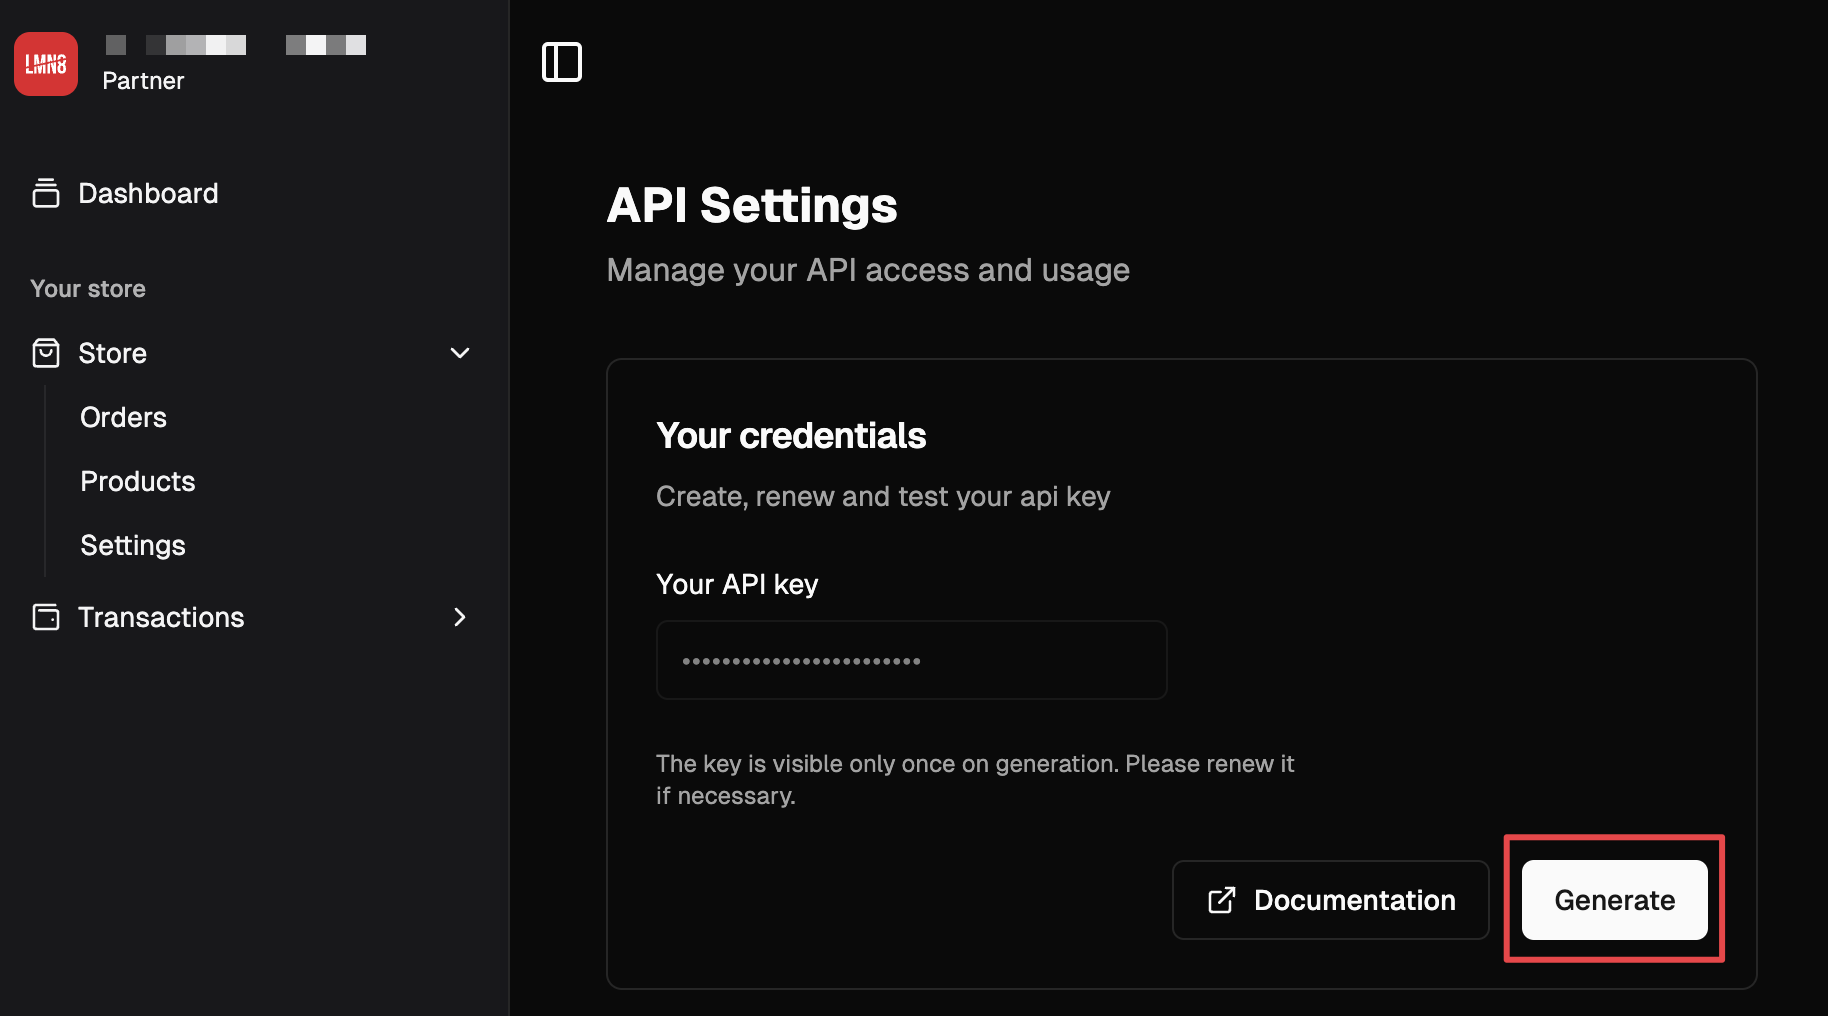 LMN8
Partner
Dashboard
Your store
Store
Orders
Products
Settings
Transactions
API Settings
Manage your API access and usage
Your credentials
Create, renew and test your api key
Your API key
••••••••••••••••••••••••
The key is visible only once on generation. Please renew it
if necessary.
Documentation
Generate